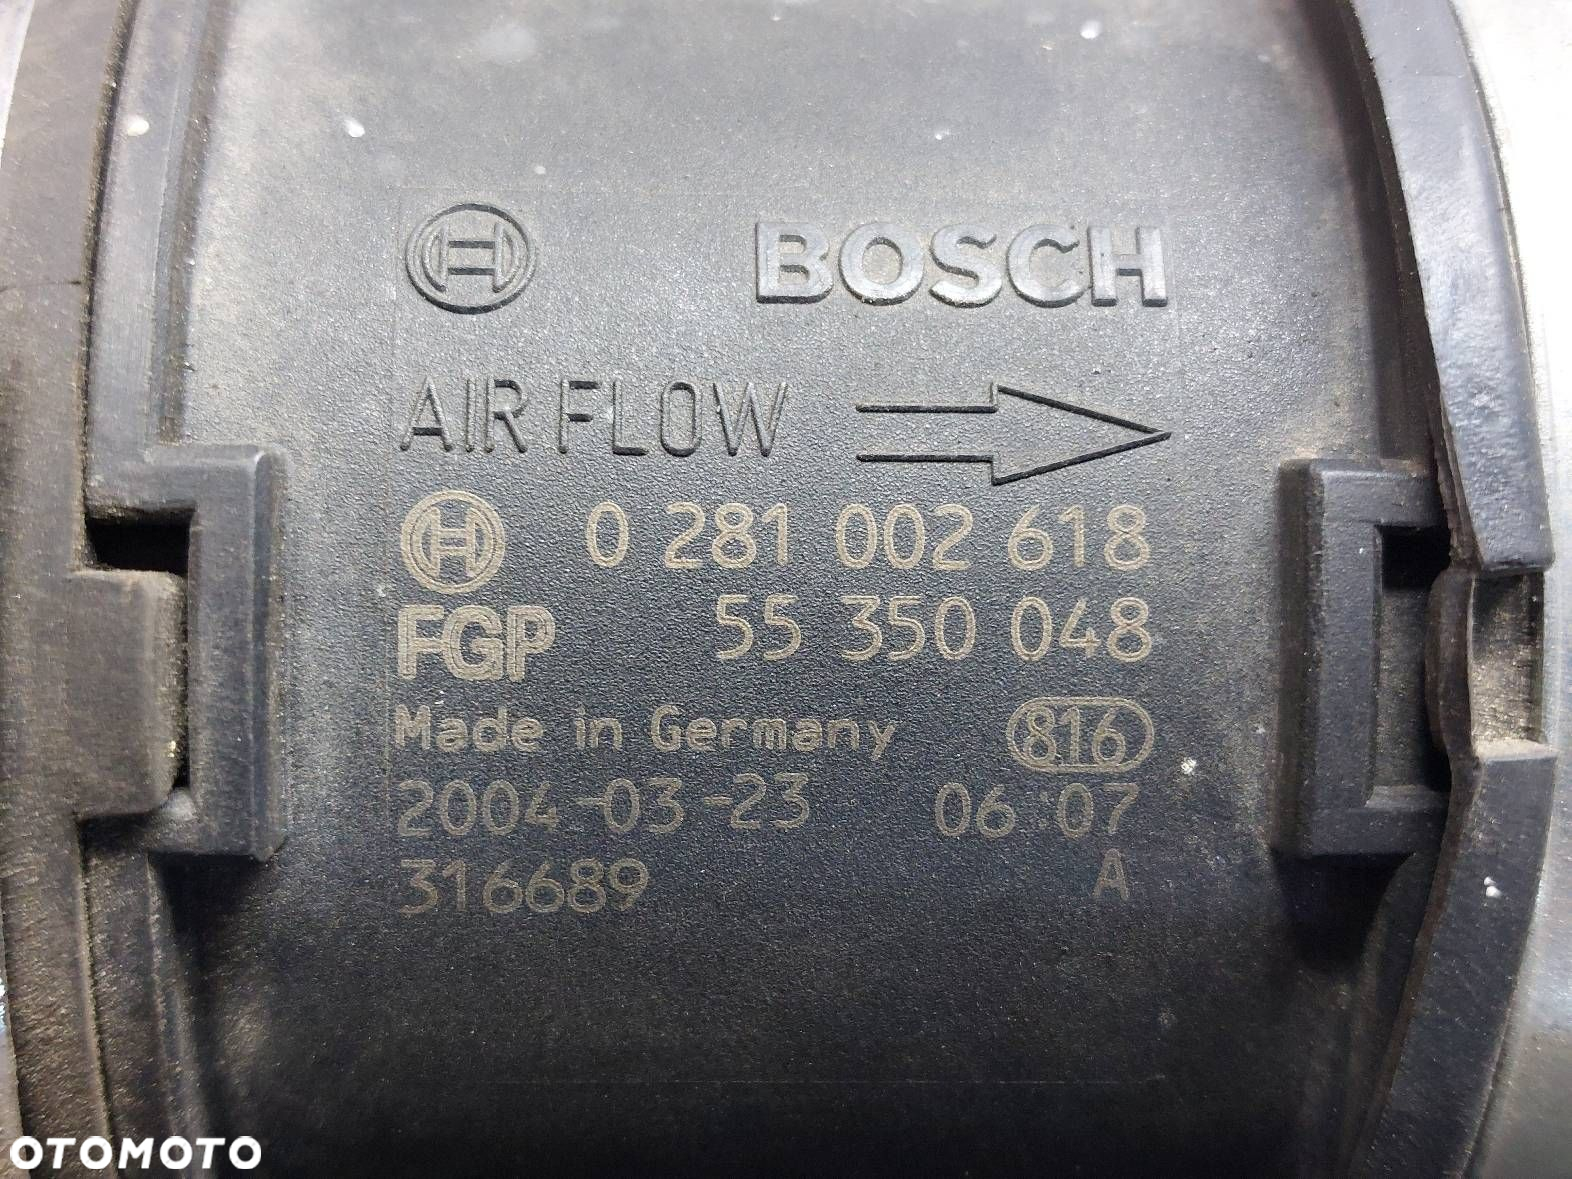 BOSCH
AIR FLOW
0 281 002 618
FGP 55 350 048
Made in Germany 816
2004-03-23 06:07
316689 A
OTOMOTO